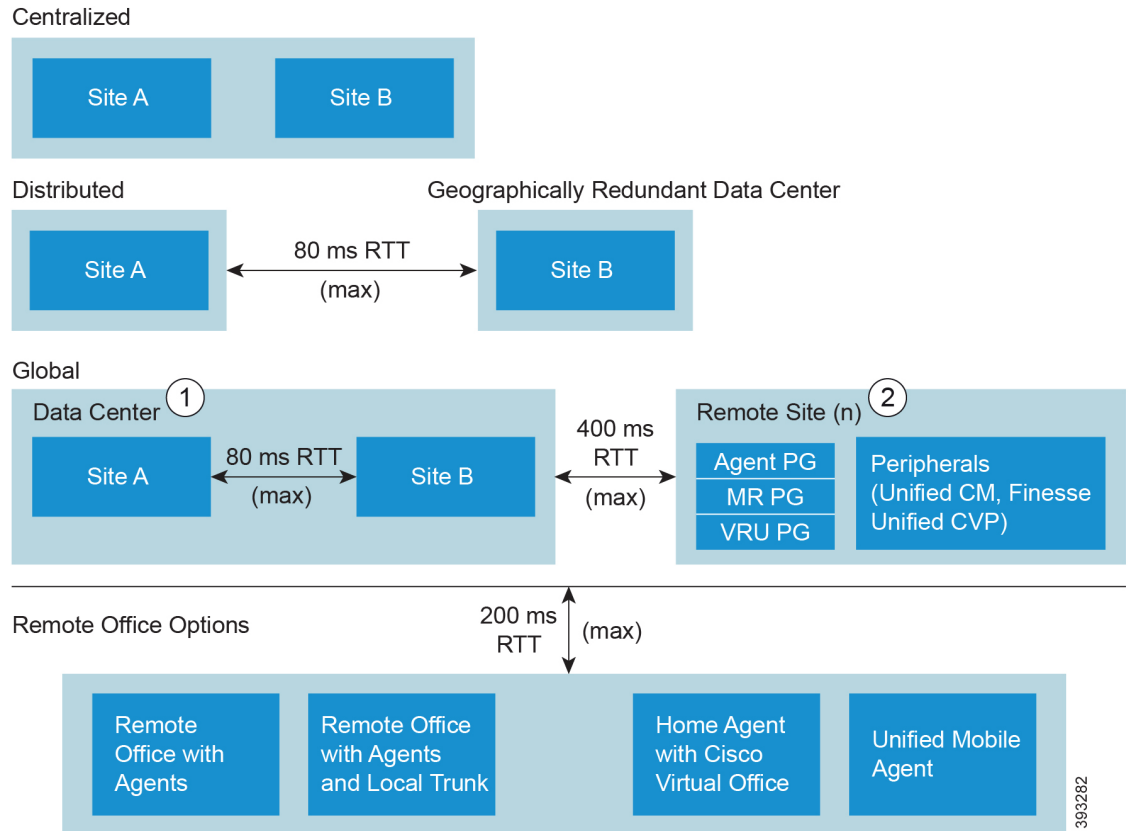 Centralized
Site A
Site B
Distributed
Geographically Redundant Data Center
Site A
80 ms RTT
(max)
Site B
Global
Data Center
1
Site A
80 ms RTT
(max)
Site B
400 ms
RTT
(max)
Remote Site (n)
2
Agent PG
MR PG
VRU PG
Peripherals
(Unified CM, Finesse
Unified CVP)
Remote Office Options
200 ms
RTT
(max)
Remote
Office with
Agents
Remote Office
with Agents
and Local Trunk
Home Agent
with Cisco
Virtual Office
Unified Mobile
Agent
393282